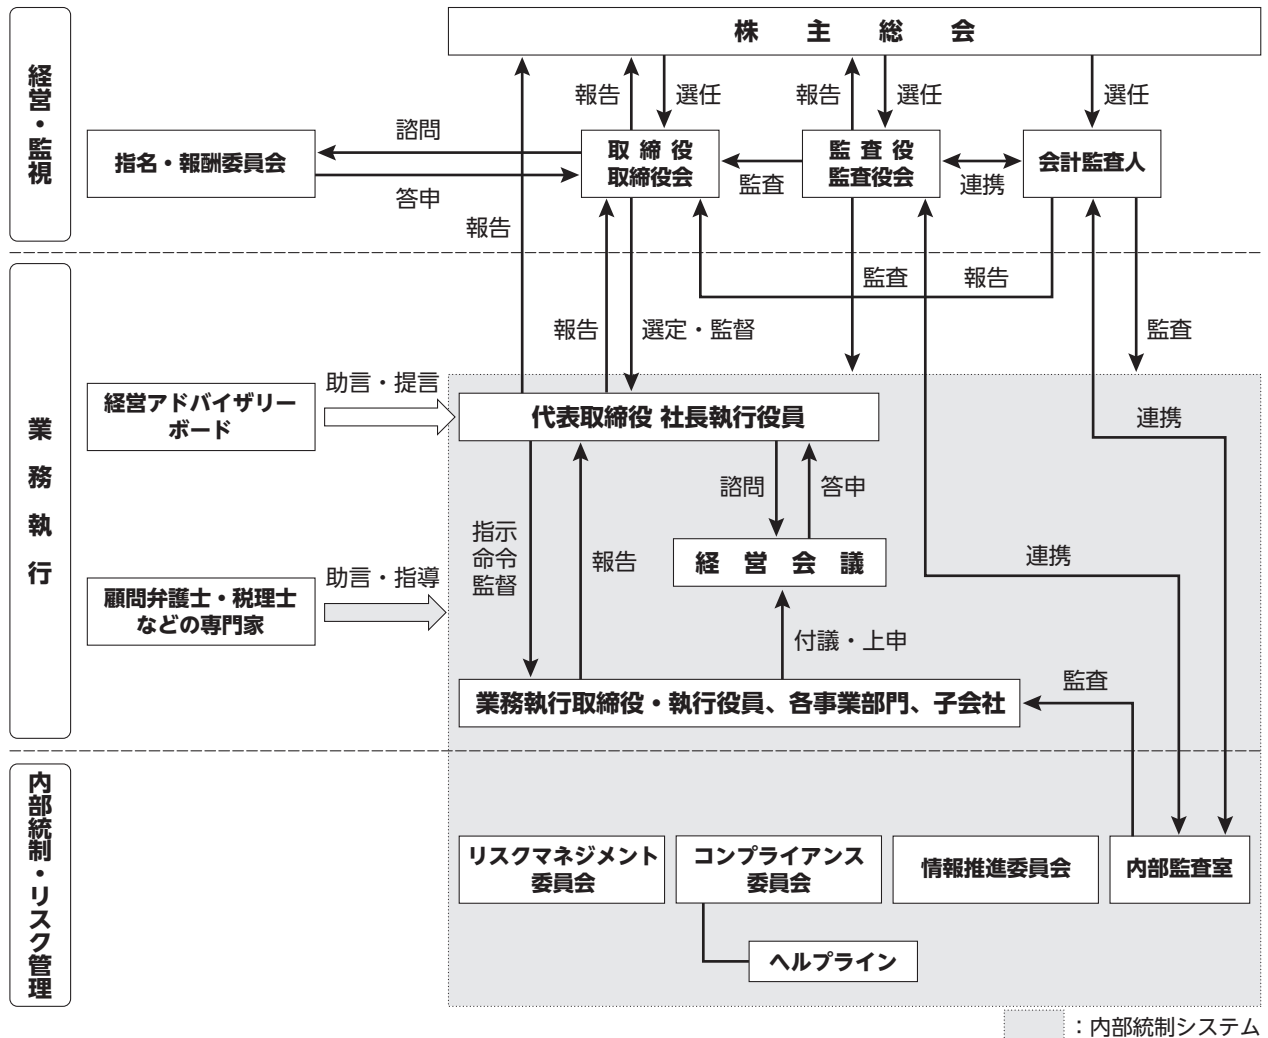 株主総会
経営・監視
報告
選任
報告
選任
選任
諮問
指名・報酬委員会
答申
取締役
取締役会
監査
監査役
監査役会
連携
会計監査人
報告
監査
報告
業務執行
報告
選定・監督
監査
経営アドバイザリー
ボード
助言・提言
代表取締役 社長執行役員
連携
諮問
答申
指示
命令
監督
報告
経営会議
連携
顧問弁護士・税理士
などの専門家
助言・指導
付議・上申
業務執行取締役・執行役員、各事業部門、子会社
監査
内部統制・リスク管理
リスクマネジメント
委員会
コンプライアンス
委員会
情報推進委員会
内部監査室
ヘルプライン
：内部統制システム